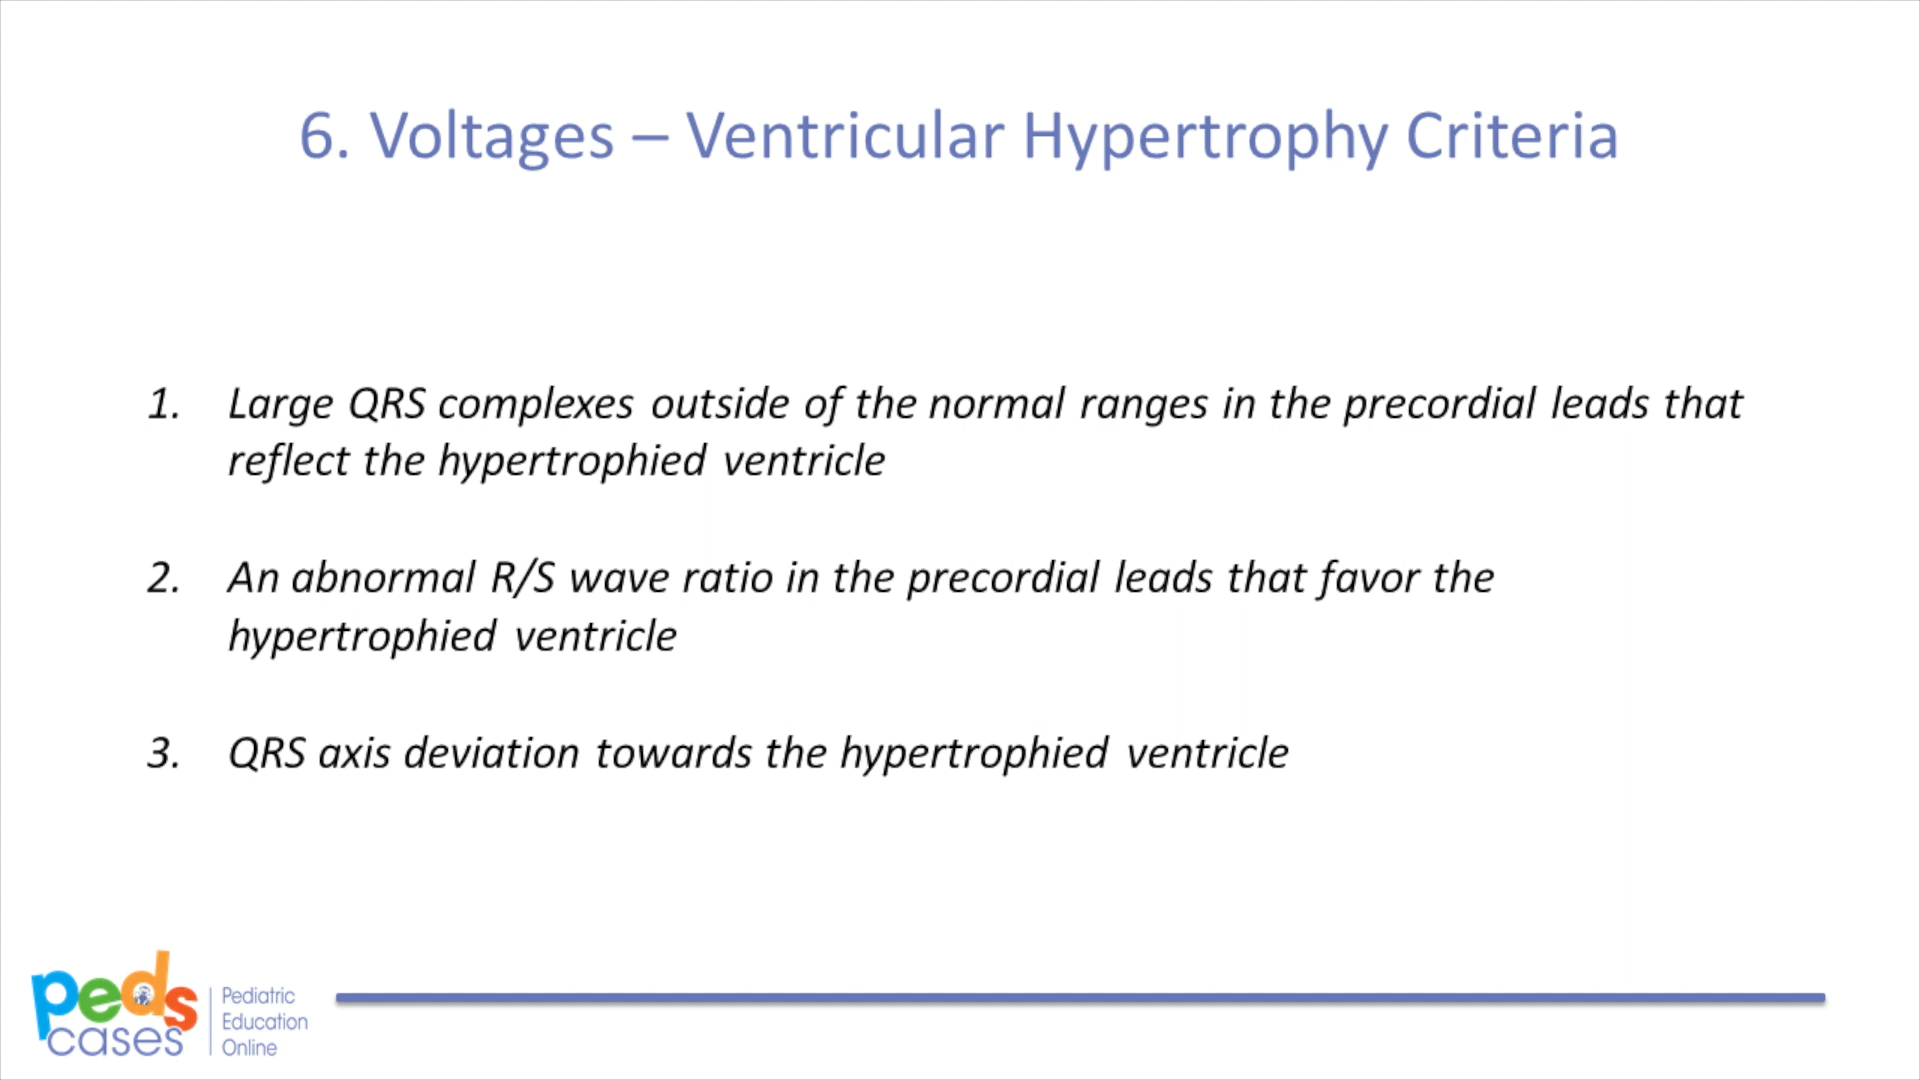 6. Voltages – Ventricular Hypertrophy Criteria
1. Large QRS complexes outside of the normal ranges in the precordial leads that
reflect the hypertrophied ventricle
2. An abnormal R/S wave ratio in the precordial leads that favor the
hypertrophied ventricle
3. QRS axis deviation towards the hypertrophied ventricle
peds
cases
Pediatric
Education
Online